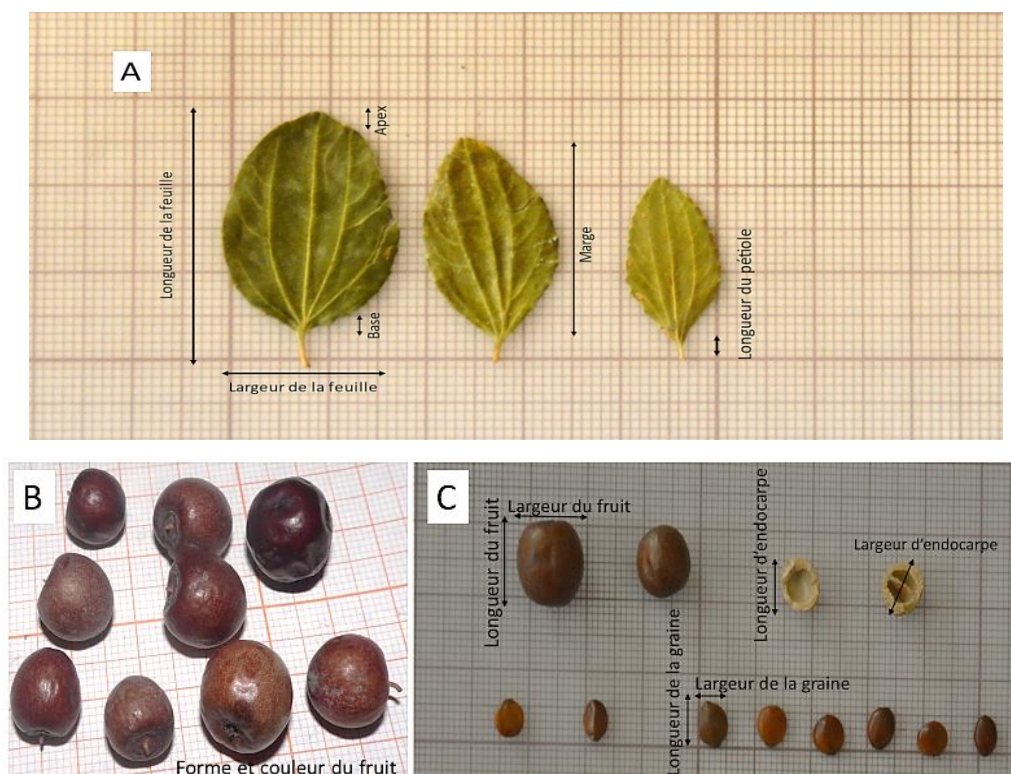 A
Longueur de la feuille
Apex
Base
Largeur de la feuille
Marge
Longueur du pétiole
B
Forme et couleur du fruit
C
Largeur du fruit
Longueur du fruit
Longueur d'endocarpe
Largeur d'endocarpe
Longueur de la graine
Largeur de la graine